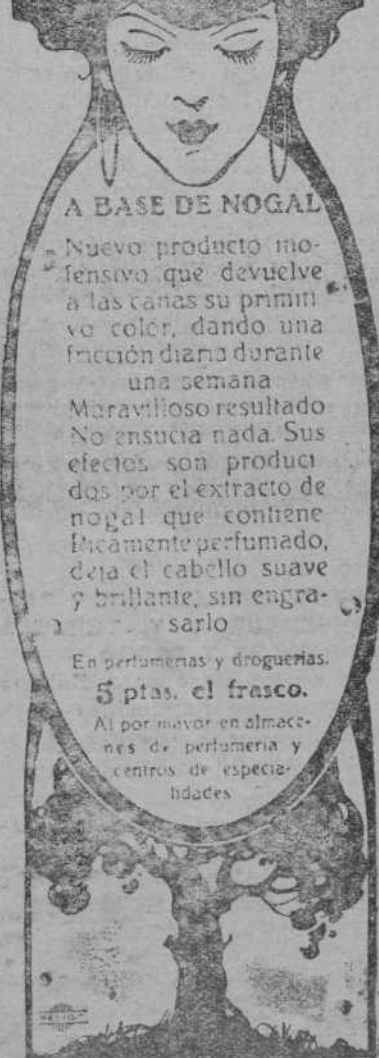 A BASE DE NOGAL
Nuevo producto ino-
fensivo que devuelve
a las canas su primiti
vo color, dando una
fricción diaria durante
una semana
Maravilloso resultado
No ensucia nada. Sus
efectos son produci
dos por el extracto de
nogal que contiene
Ricamente perfumado,
deja el cabello suave
y brillante, sin engra-
sarlo
En perfumerias y droguerias.
5 ptas. el frasco.
Al por mayor en almace-
nes de perfumeria y
centros de especia-
lidades